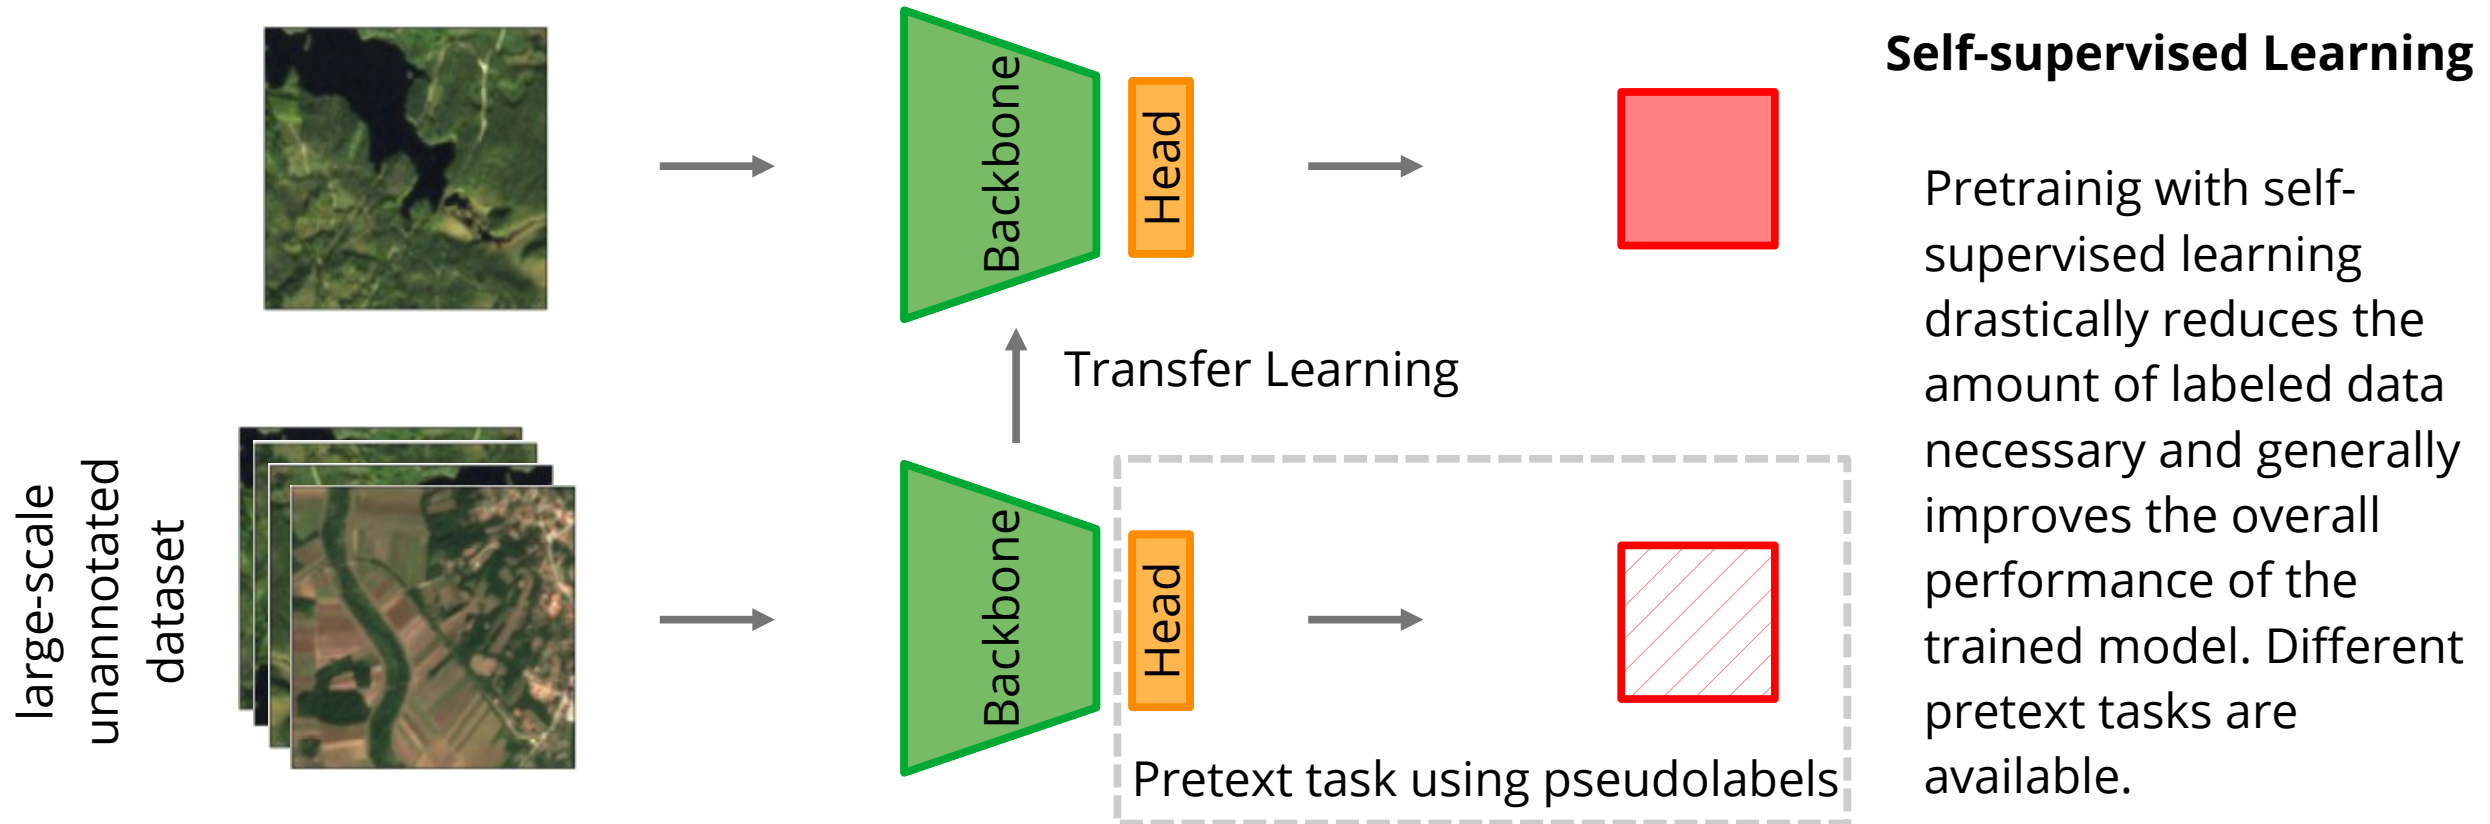 Self-supervised Learning
Backbone
Head
Transfer Learning
large-scale
unannotated
dataset
Backbone
Head
Pretext task using pseudolabels
Pretrainig with self-
supervised learning
drastically reduces the
amount of labeled data
necessary and generally
improves the overall
performance of the
trained model. Different
pretext tasks are
available.